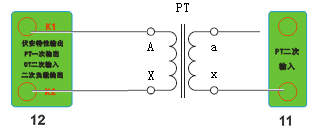 PT
K1
伏安特性输出
PT一次输出
CT二次输入
二次负载输出
K2
A
X
a
x
PT二次
输入
12
11